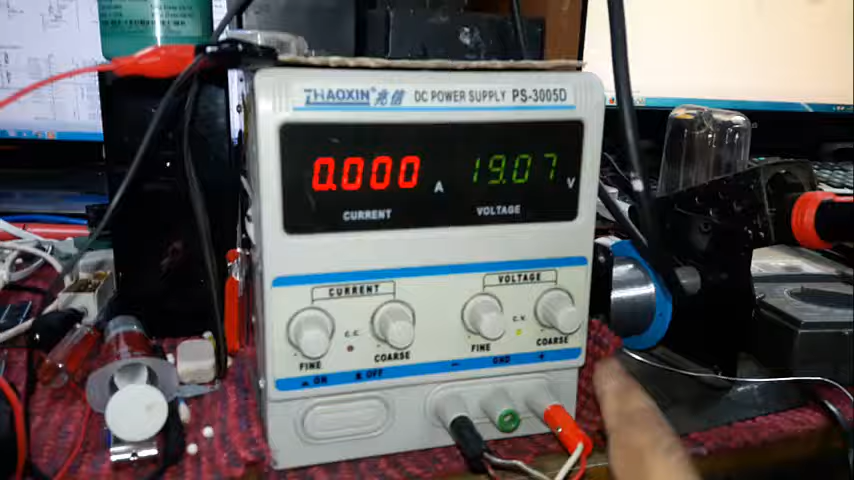 ZHAOXIN® 兆信 DC POWER SUPPLY PS-3005D
0.000 A 19.07 V
CURRENT VOLTAGE
CURRENT VOLTAGE
C.C. C.V.
FINE COARSE FINE COARSE
ON OFF - GND +